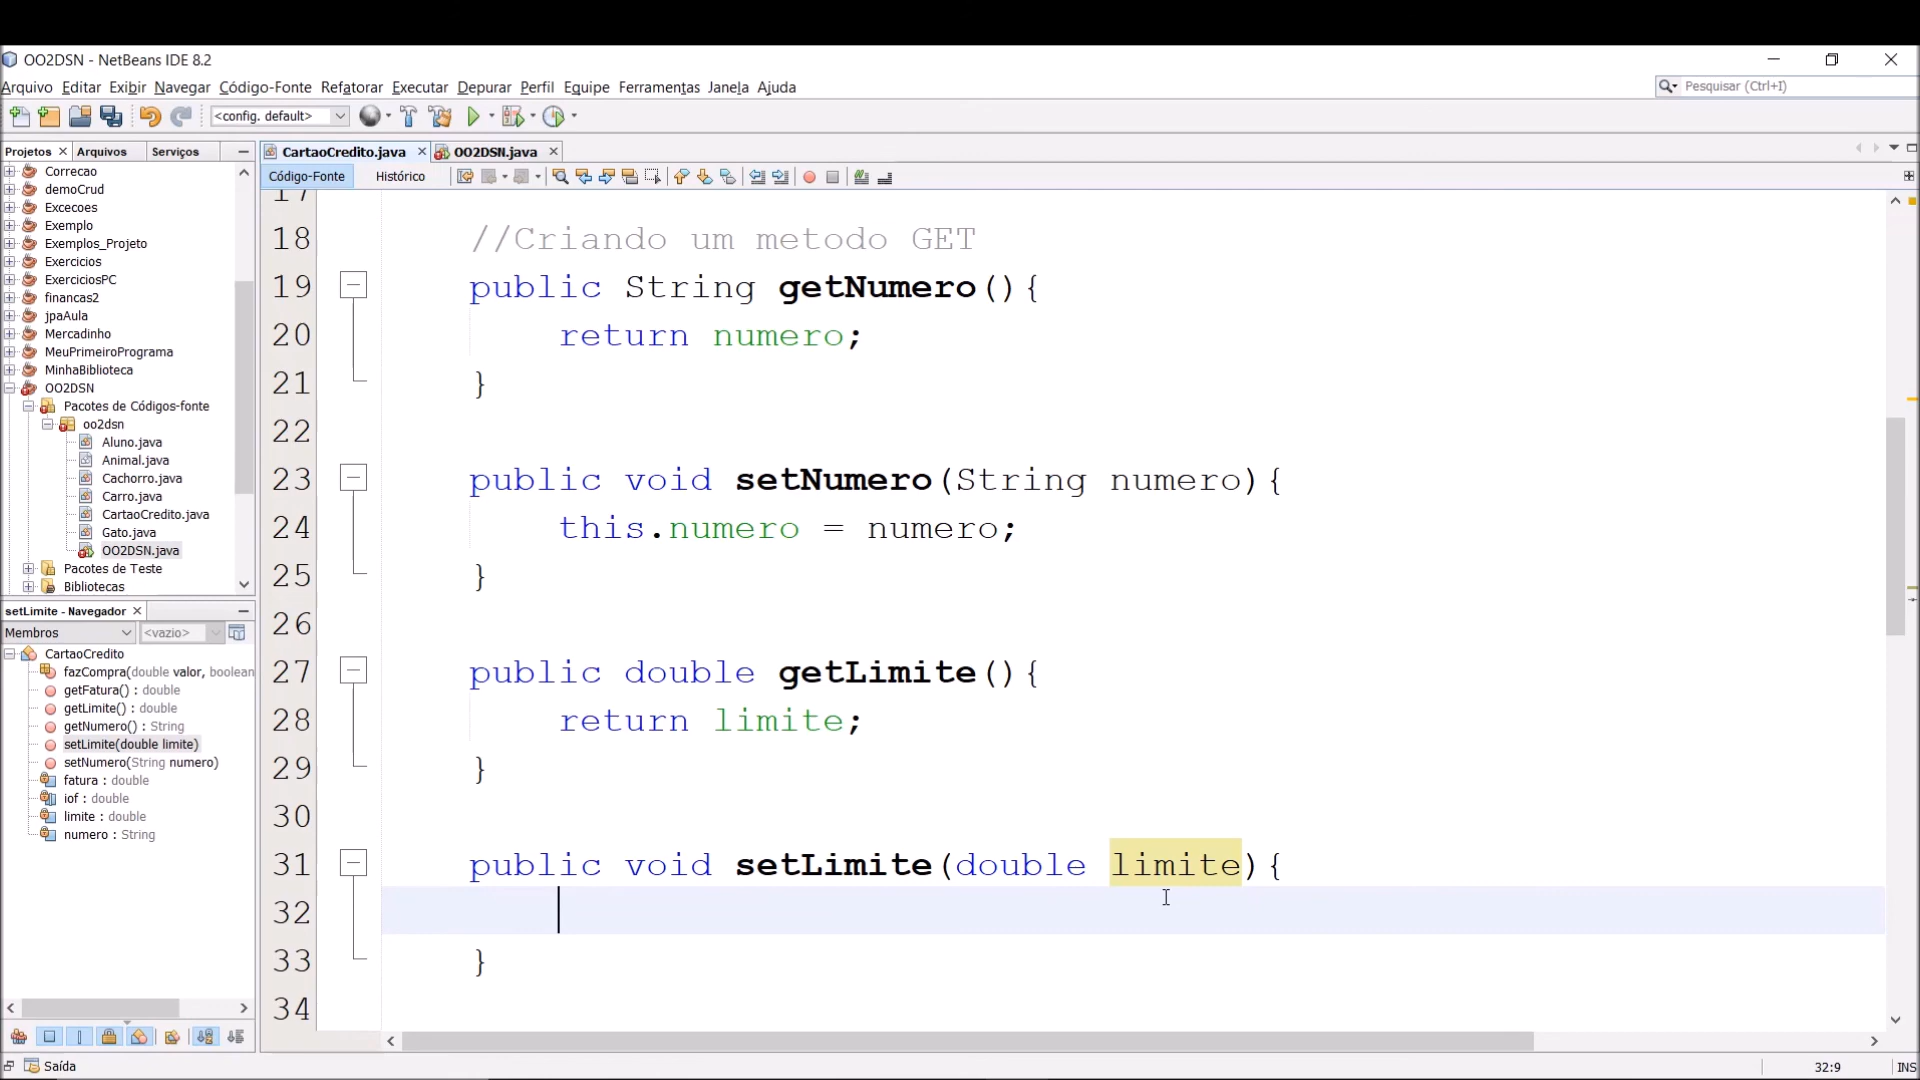 OO2DSN - NetBeans IDE 8.2
Arquivo Editar Exibir Navegar Código-Fonte Refatorar Executar Depurar Perfil Equipe Ferramentas Janela Ajuda
Pesquisar (Ctrl+I)
<config. default>
Projetos Arquivos Serviços
CartaoCredito.java OO2DSN.java
Código-Fonte Histórico
Correcao
demoCrud
Excecoes
Exemplo
Exemplos_Projeto
Exercicios
ExerciciosPC
financas2
jpaAula
Mercadinho
MeuPrimeiroPrograma
MinhaBiblioteca
OO2DSN
Pacotes de Códigos-fonte
oo2dsn
Aluno.java
Animal.java
Cachorro.java
Carro.java
CartaoCredito.java
Gato.java
OO2DSN.java
Pacotes de Teste
Bibliotecas
setLimite - Navegador
Membros <vazio>
CartaoCredito
fazCompra(double valor, boolean
getFatura() : double
getLimite() : double
getNumero() : String
setLimite(double limite)
setNumero(String numero)
fatura : double
iof : double
limite : double
numero : String
17
18 //Criando um metodo GET
19 public String getNumero(){
20 return numero;
21 }
22
23 public void setNumero(String numero){
24 this.numero = numero;
25 }
26
27 public double getLimite(){
28 return limite;
29 }
30
31 public void setLimite(double limite){
32
33 }
34
Saída
32:9 INS